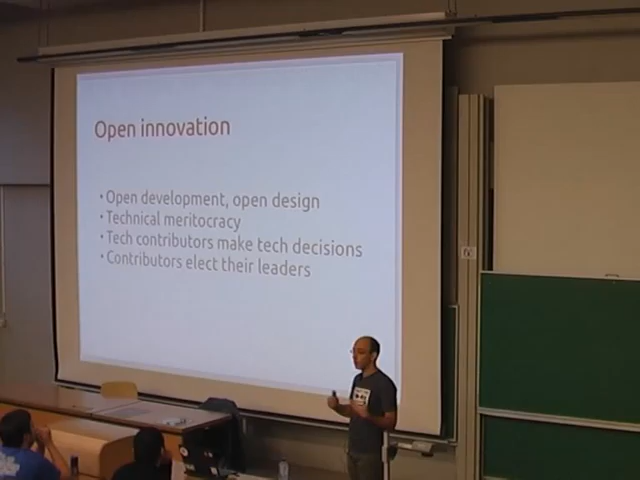 Open innovation
• Open development, open design
• Technical meritocracy
• Tech contributors make tech decisions
• Contributors elect their leaders